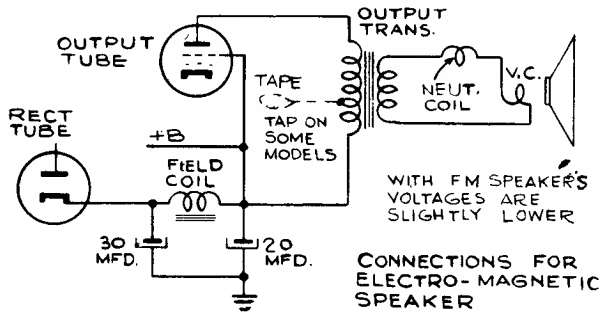 OUTPUT
TRANS.
OUTPUT
TUBE
NEUT.
COIL
V.C.
TAPE
TAP ON
SOME
MODELS
RECT
TUBE
+B
FIELD
COIL
WITH FM SPEAKER'S
VOLTAGES ARE
SLIGHTLY LOWER
30
MFD.
20
MFD.
CONNECTIONS FOR
ELECTRO-MAGNETIC
SPEAKER